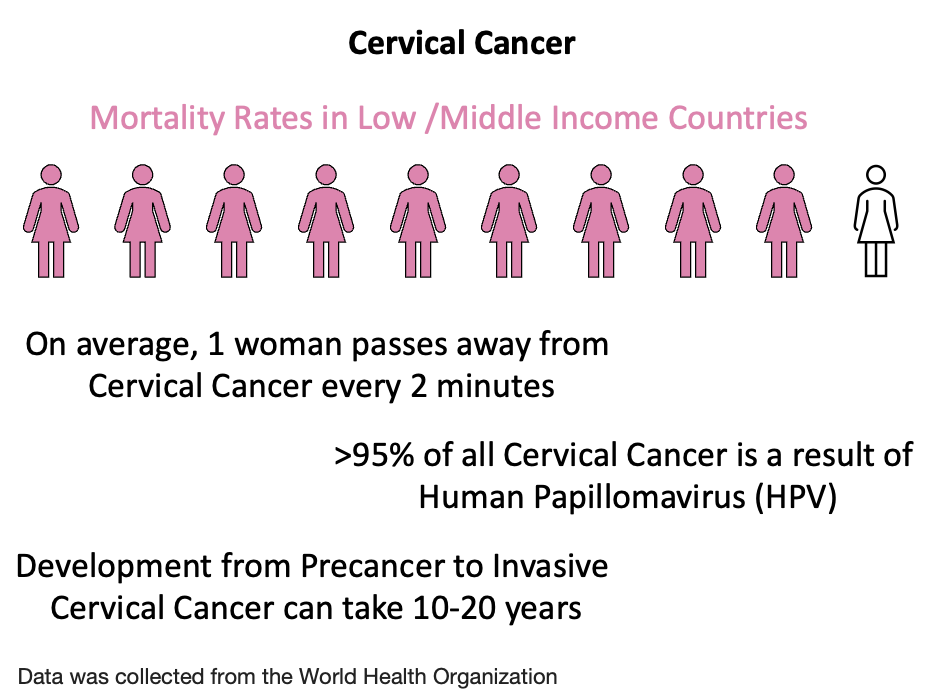 Cervical Cancer
Mortality Rates in Low /Middle Income Countries
On average, 1 woman passes away from
Cervical Cancer every 2 minutes
>95% of all Cervical Cancer is a result of
Human Papillomavirus (HPV)
Development from Precancer to Invasive
Cervical Cancer can take 10-20 years
Data was collected from the World Health Organization